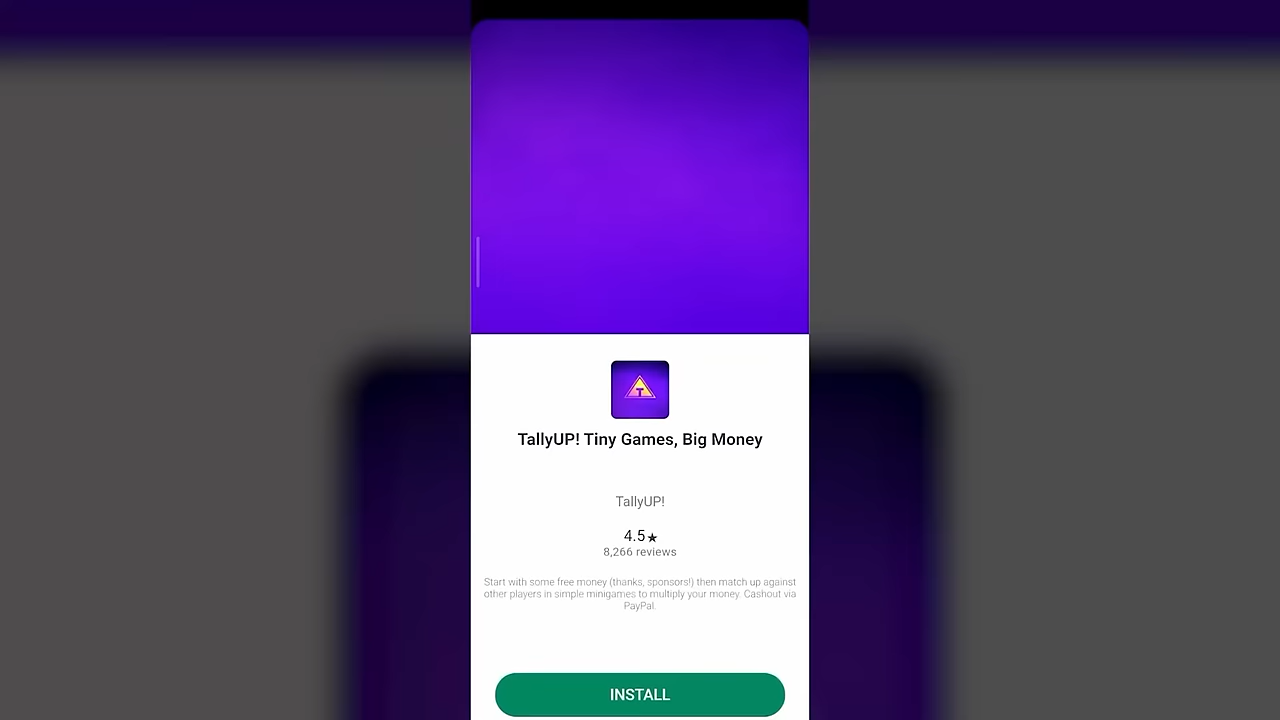 T
TallyUP! Tiny Games, Big Money
TallyUP!
4.5★
8,266 reviews
Start with some free money (thanks, sponsors!) then match up against
other players in simple minigames to multiply your money. Cashout via
PayPal.
INSTALL